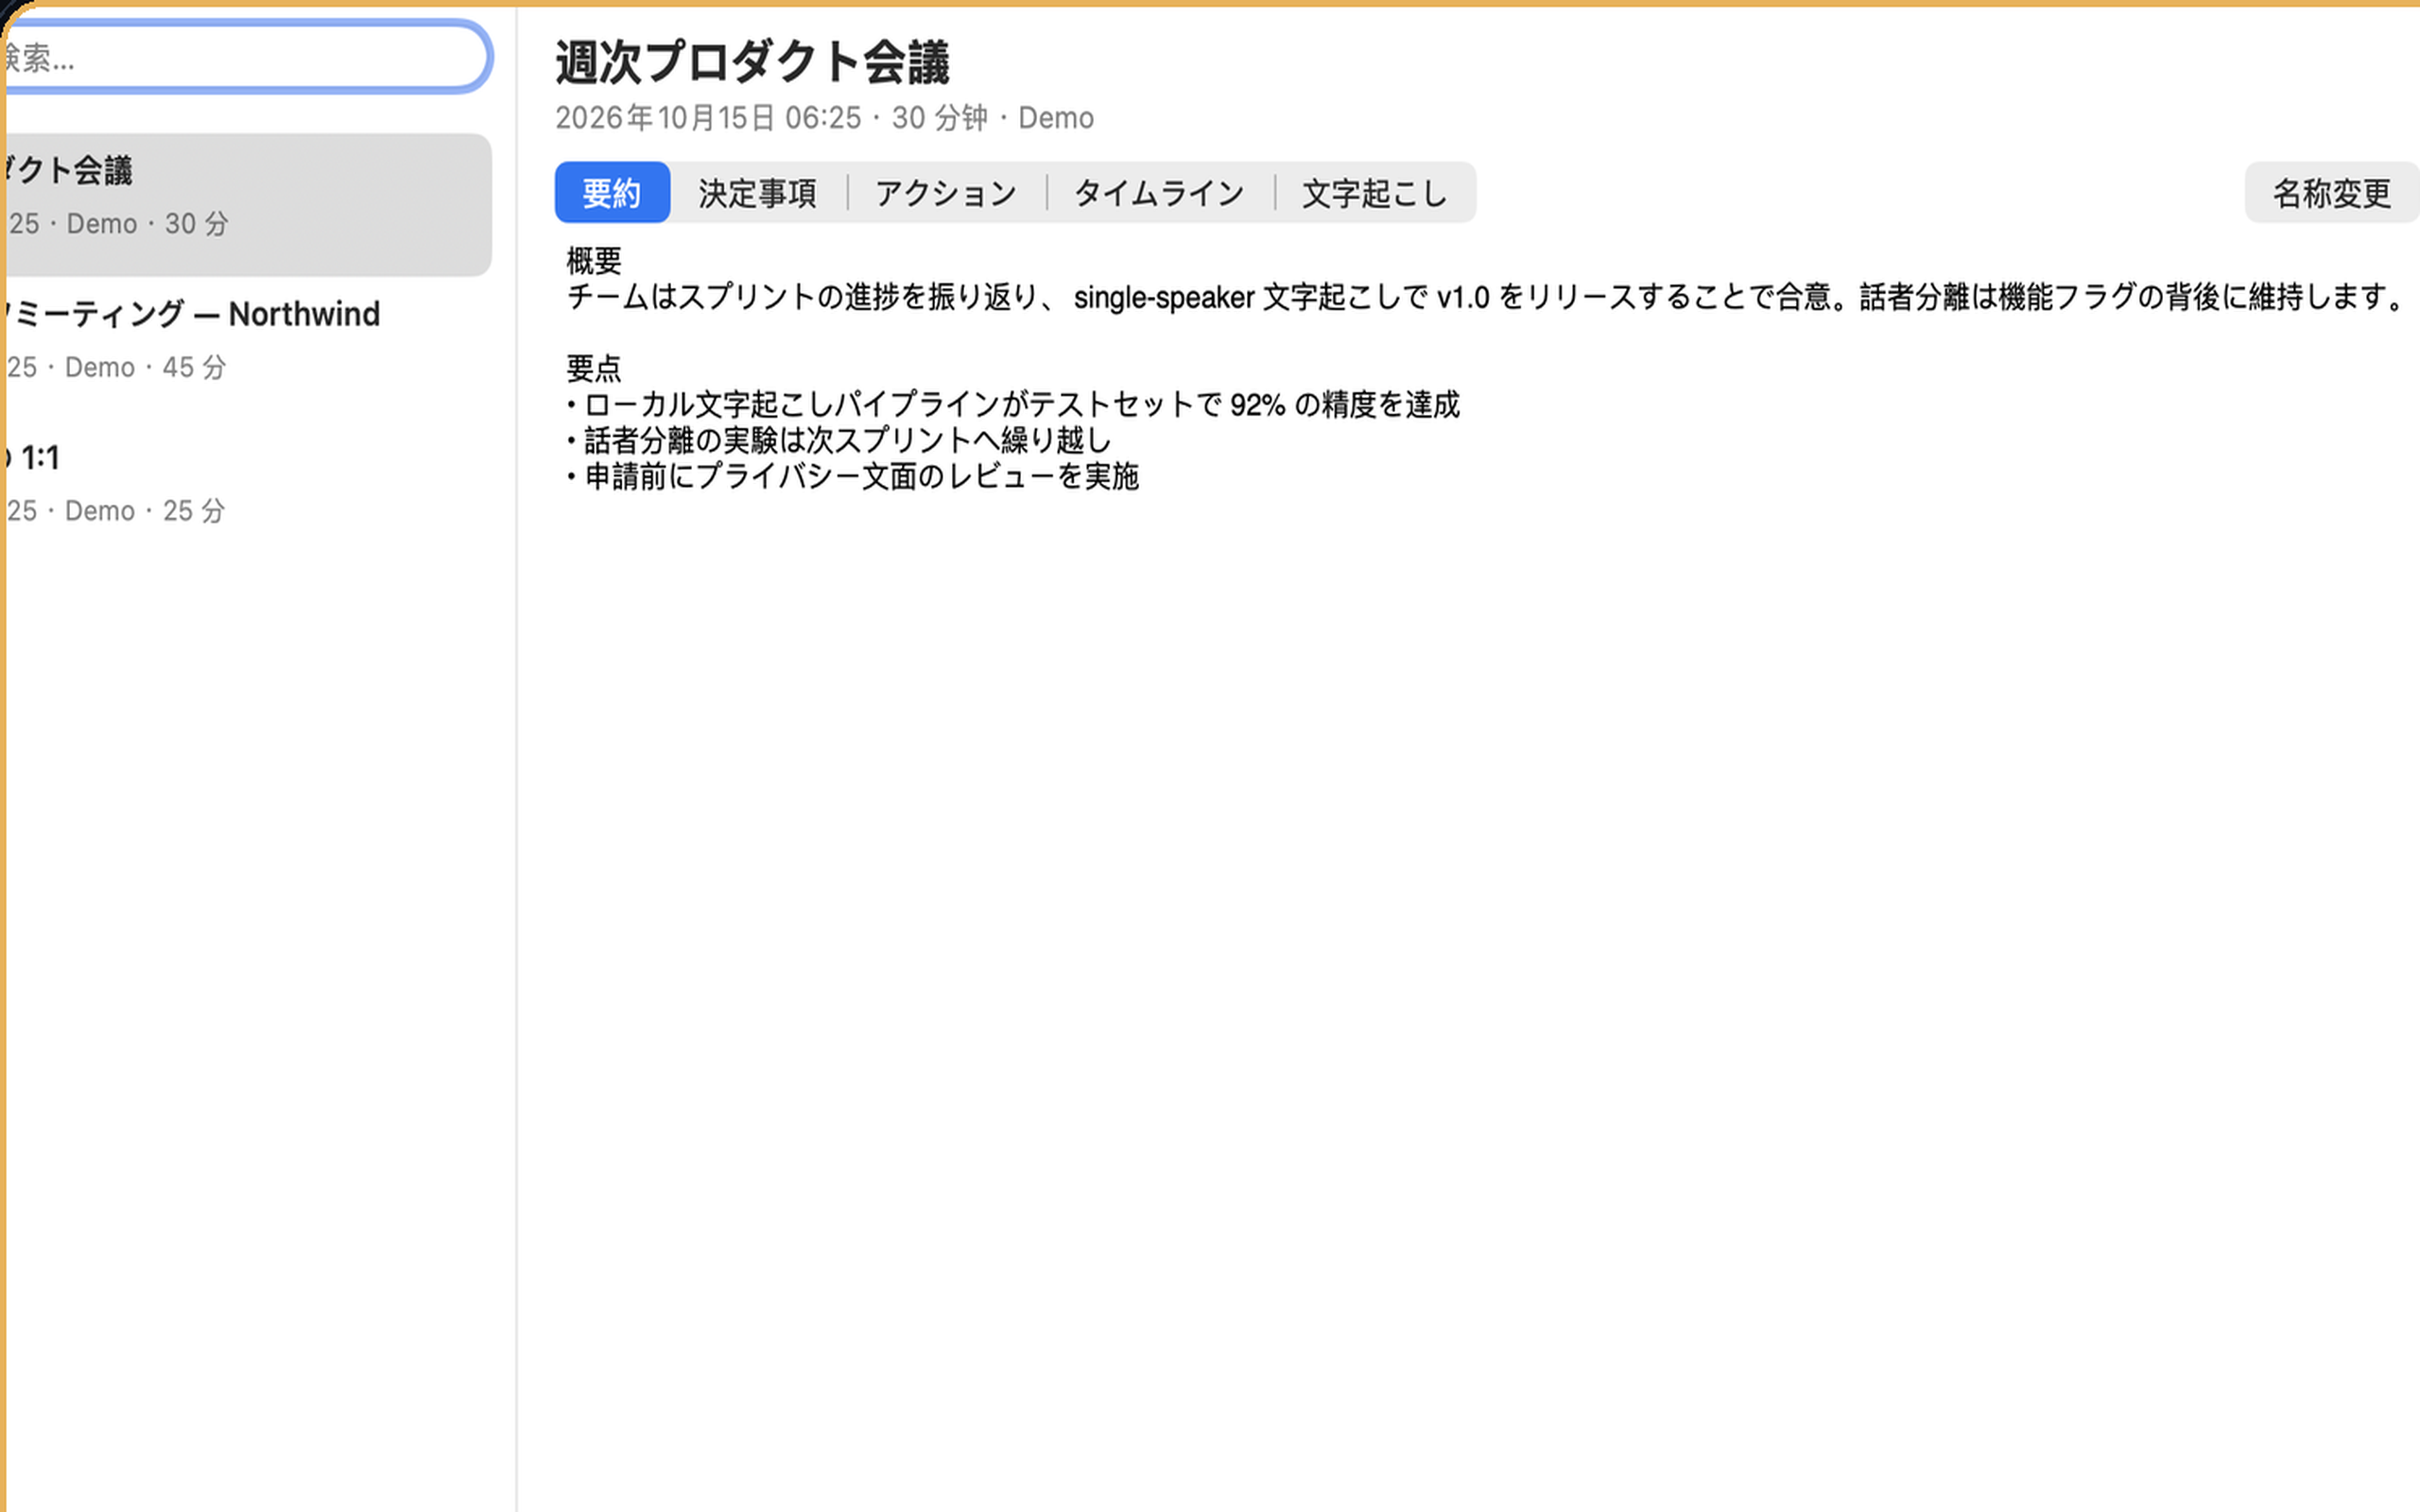 検索...
ダクト会議
25 · Demo · 30 分
ミーティング — Northwind
25 · Demo · 45 分
1:1
25 · Demo · 25 分
週次プロダクト会議
2026年10月15日 06:25 · 30 分钟 · Demo
要約 決定事項 アクション タイムライン 文字起こし 名称変更
概要
チームはスプリントの進捗を振り返り、 single-speaker 文字起こしで v1.0 をリリースすることで合意。話者分離は機能フラグの背後に維持します。
要点
• ローカル文字起こしパイプラインがテストセットで 92% の精度を達成
• 話者分離の実験は次スプリントへ繰り越し
• 申請前にプライバシー文面のレビューを実施